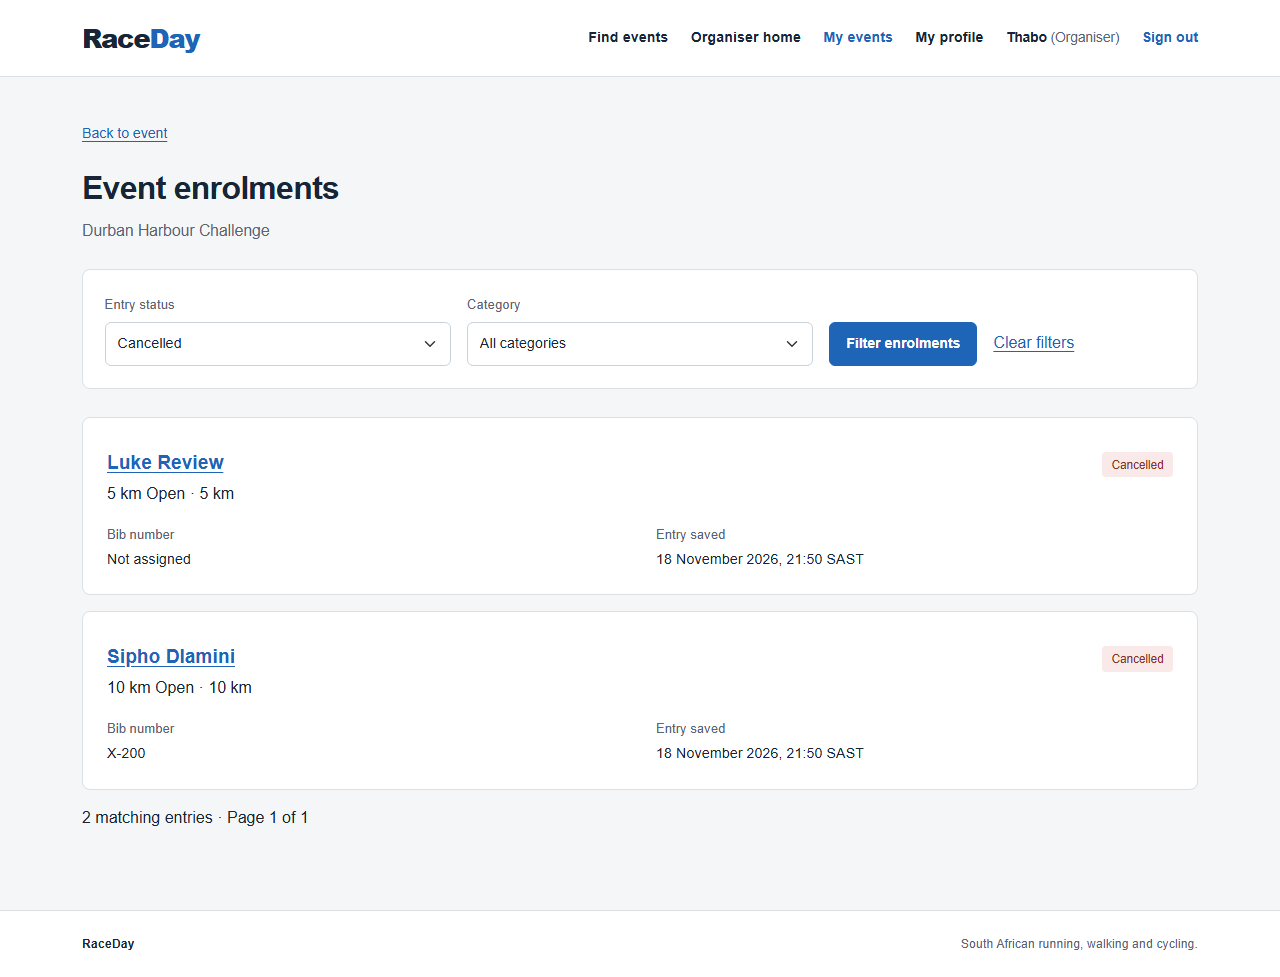 RaceDay
Find events
Organiser home
My events
My profile
Thabo (Organiser)
Sign out
Back to event
Event enrolments
Durban Harbour Challenge
Entry status
Category
Cancelled
All categories
Filter enrolments
Clear filters
Luke Review
Cancelled
5 km Open · 5 km
Bib number
Entry saved
Not assigned
18 November 2026, 21:50 SAST
Sipho Dlamini
Cancelled
10 km Open · 10 km
Bib number
Entry saved
X-200
18 November 2026, 21:50 SAST
2 matching entries · Page 1 of 1
RaceDay
South African running, walking and cycling.